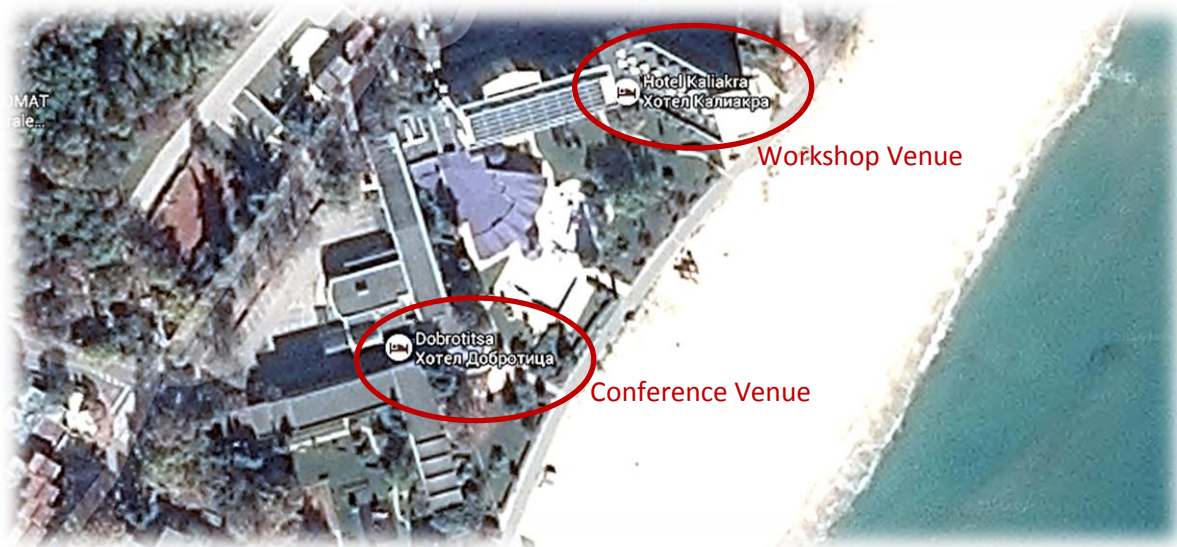 Hotel Kaliakra
Хотел Калиакра
Workshop Venue
Dobrotitsa
Хотел Добротица
Conference Venue